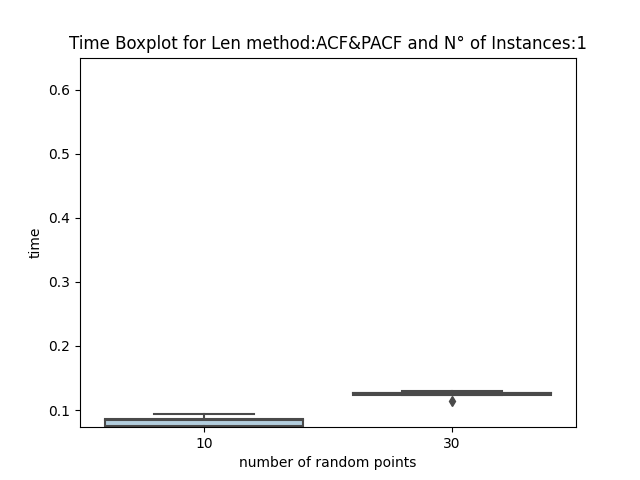 Time Boxplot for Len method:ACF&PACF and N° of Instances:1
0.6
0.5
0.4
0.3
0.2
0.1
time
10 30
number of random points